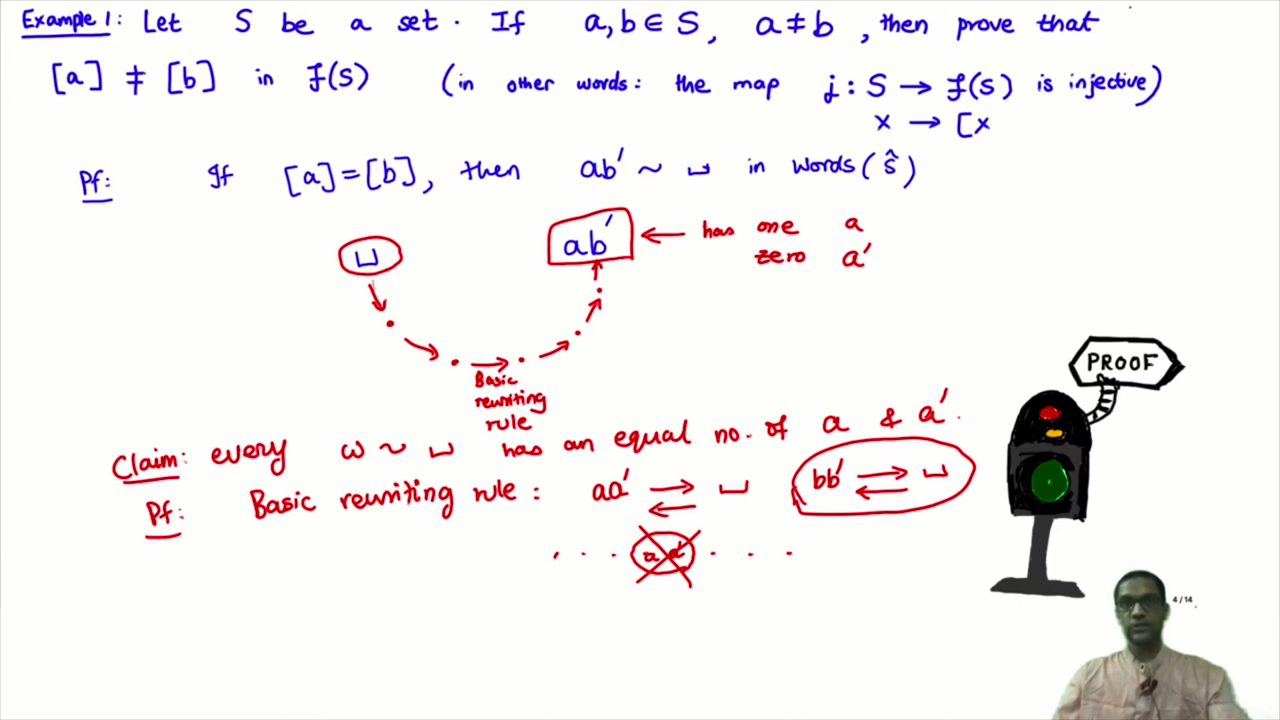 Example 1: Let S be a set. If a, b ∈ S, a ≠ b, then prove that
[a] ≠ [b] in F(S) (in other words: the map j : S → F(S) is injective)
x → [x
Pf: If [a]=[b], then ab' ~ ⊔ in words(Ŝ)
⊔ ab' ← has one a
zero a'
Basic
rewriting
rule
Claim: every ω ~ ⊔ has an equal no. of a & a'.
Pf: Basic rewriting rule: aa' ⇄ ⊔ bb' ⇄ ⊔
. . . a a' . . .
PROOF
4/14